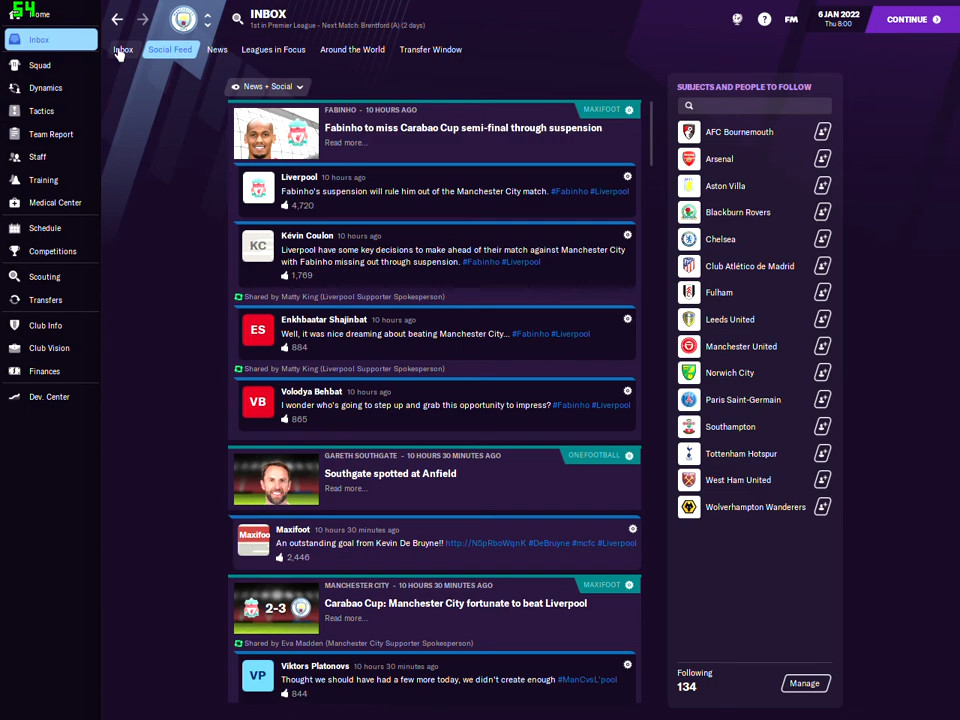 54
Home
INBOX
1st in Premier League - Next Match: Brentford (A) (2 days)
?
FM
6 JAN 2022
Thu 8:00
CONTINUE
Inbox
Squad
Dynamics
Tactics
Team Report
Staff
Training
Medical Center
Schedule
Competitions
Scouting
Transfers
Club Info
Club Vision
Finances
Dev. Center
Inbox
Social Feed
News
Leagues in Focus
Around the World
Transfer Window
News + Social
FABINHO - 10 HOURS AGO
MAXIFOOT
Fabinho to miss Carabao Cup semi-final through suspension
Read more...
Liverpool 10 hours ago
Fabinho's suspension will rule him out of the Manchester City match. #Fabinho #Liverpool
4,720
KC
Kévin Coulon 10 hours ago
Liverpool have some key decisions to make ahead of their match against Manchester City
with Fabinho missing out through suspension. #Fabinho #Liverpool
1,769
Shared by Matty King (Liverpool Supporter Spokesperson)
ES
Enkhbaatar Shajinbat 10 hours ago
Well, it was nice dreaming about beating Manchester City... #Fabinho #Liverpool
884
Shared by Matty King (Liverpool Supporter Spokesperson)
VB
Volodya Behbat 10 hours ago
I wonder who's going to step up and grab this opportunity to impress? #Fabinho #Liverpool
865
GARETH SOUTHGATE - 10 HOURS 30 MINUTES AGO
ONEFOOTBALL
Southgate spotted at Anfield
Read more...
Maxifoo
Maxifoot 10 hours 30 minutes ago
An outstanding goal from Kevin De Bruyne!! http://N5pRboWqnK #DeBruyne #mcfc #Liverpool
2,446
MANCHESTER CITY - 10 HOURS 30 MINUTES AGO
MAXIFOOT
2-3
Carabao Cup: Manchester City fortunate to beat Liverpool
Read more...
Shared by Eva Madden (Manchester City Supporter Spokesperson)
VP
Viktors Platonovs 10 hours 30 minutes ago
Thought we should have had a few more today, we didn't create enough #ManCvsL'pool
844
SUBJECTS AND PEOPLE TO FOLLOW
AFC Bournemouth
Arsenal
Aston Villa
Blackburn Rovers
Chelsea
Club Atlético de Madrid
Fulham
Leeds United
Manchester United
Norwich City
Paris Saint-Germain
Southampton
Tottenham Hotspur
West Ham United
Wolverhampton Wanderers
Following
134
Manage